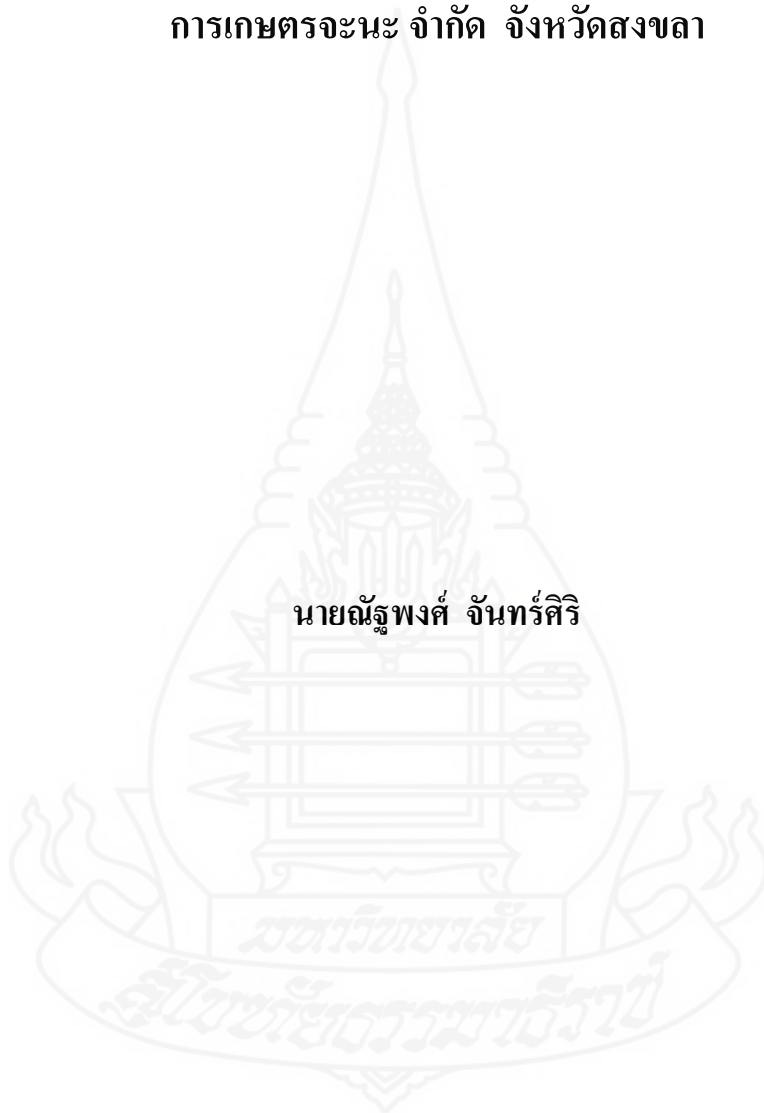 การเกษตรจะนะ จำกัด จังหวัดสงขลา
นายณัฐพงศ์ จันทร์ศิริ
มหาวิทยาลัย
สุโขทัยธรรมาธิราช